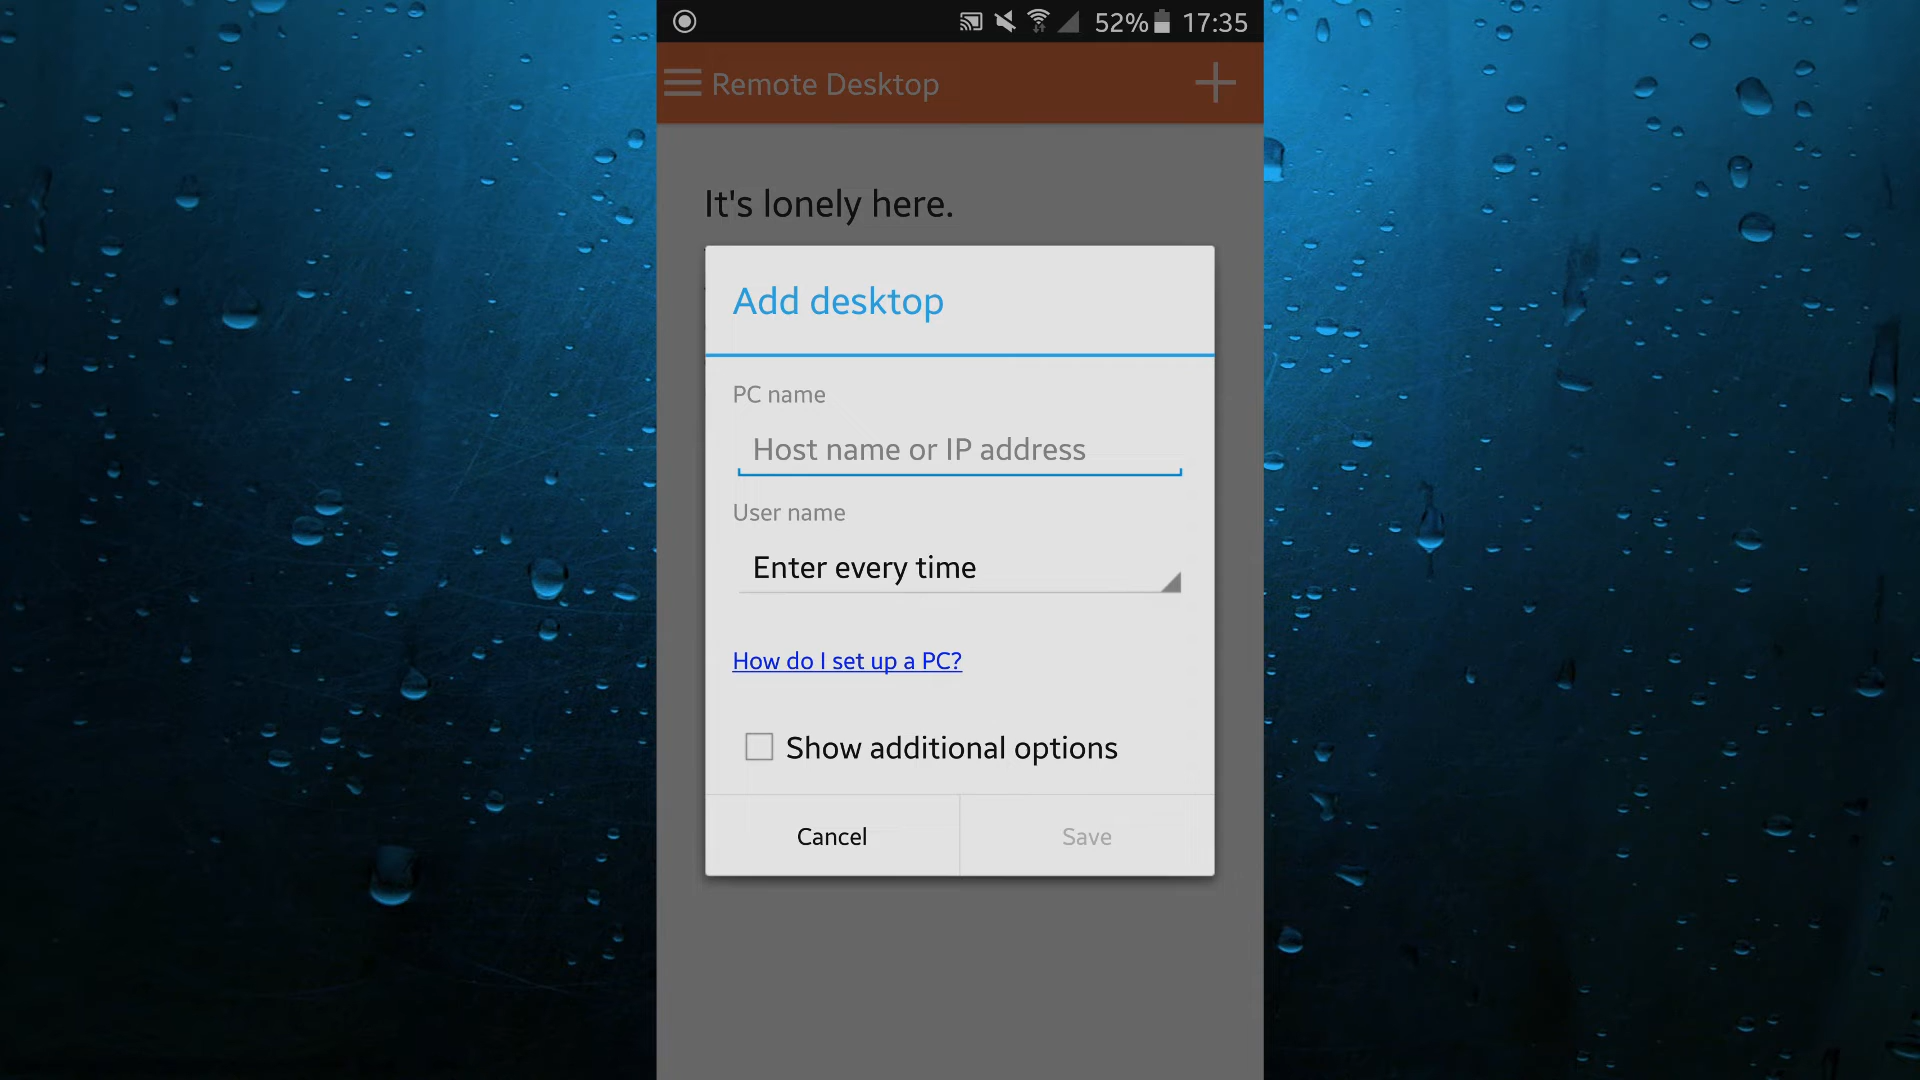 52% 17:35
Remote Desktop
It's lonely here.
Add desktop
PC name
Host name or IP address
User name
Enter every time
How do I set up a PC?
Show additional options
Cancel Save